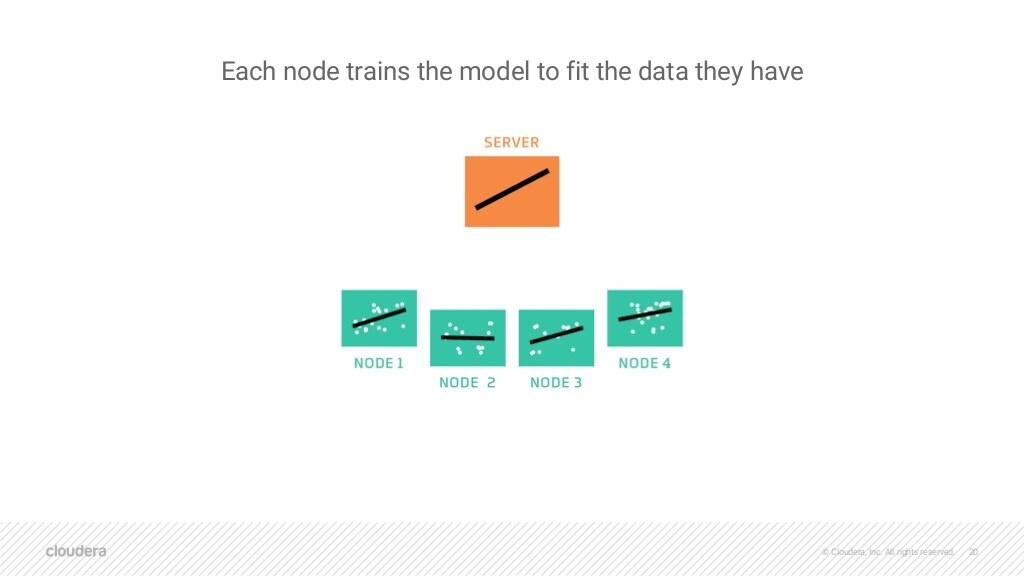 Each node trains the model to fit the data they have
SERVER
NODE 1
NODE 2
NODE 3
NODE 4
cloudera
© Cloudera, Inc. All rights reserved. 20